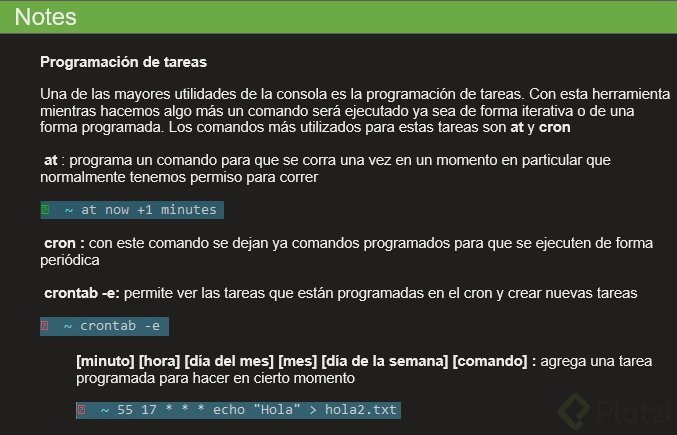 Notes
Programación de tareas
Una de las mayores utilidades de la consola es la programación de tareas. Con esta herramienta
mientras hacemos algo más un comando será ejecutado ya sea de forma iterativa o de una
forma programada. Los comandos más utilizados para estas tareas son at y cron
at : programa un comando para que se corra una vez en un momento en particular que
normalmente tenemos permiso para correr
~ at now +1 minutes
cron : con este comando se dejan ya comandos programados para que se ejecuten de forma
periódica
crontab -e: permite ver las tareas que están programadas en el cron y crear nuevas tareas
~ crontab -e
[minuto] [hora] [día del mes] [mes] [día de la semana] [comando] : agrega una tarea
programada para hacer en cierto momento
~ 55 17 * * * echo "Hola" > hola2.txt
Platzi